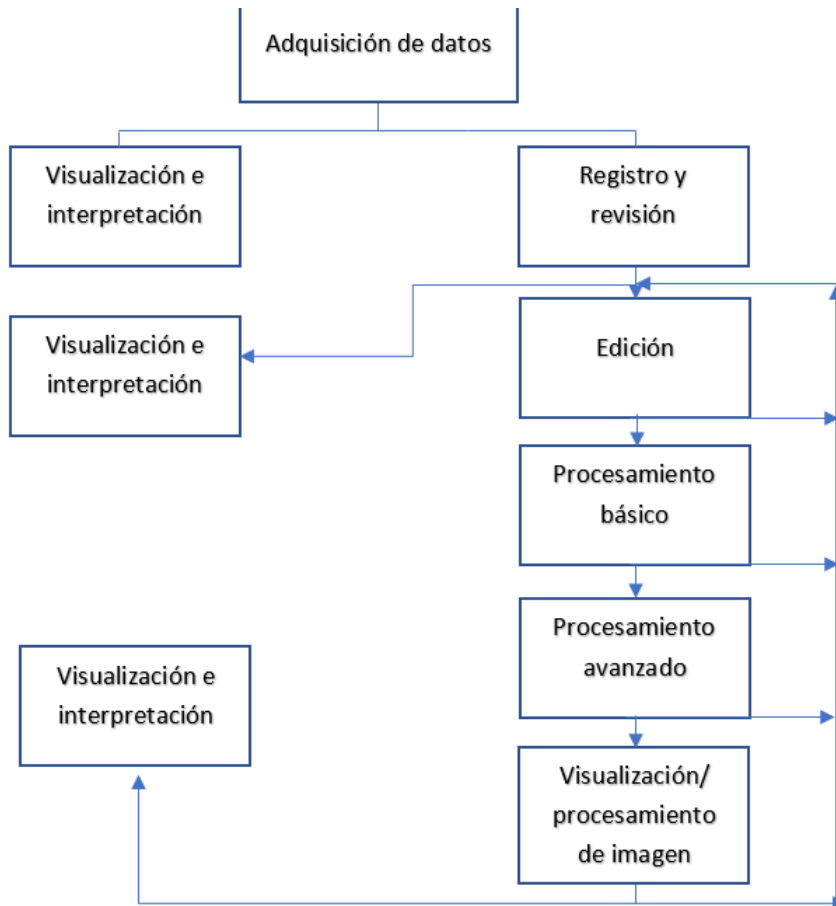 Adquisición de datos
Visualización e
interpretación
Registro y
revisión
Visualización e
interpretación
Edición
Procesamiento
básico
Procesamiento
avanzado
Visualización e
interpretación
Visualización/
procesamiento
de imagen